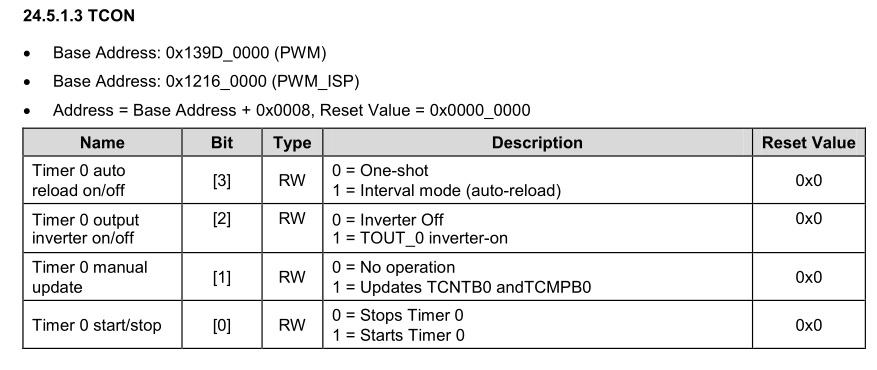 24.5.1.3 TCON
• Base Address: 0x139D_0000 (PWM)
• Base Address: 0x1216_0000 (PWM_ISP)
• Address = Base Address + 0x0008, Reset Value = 0x0000_0000
Name Bit Type Description Reset Value
Timer 0 auto
reload on/off
[3] RW
0 = One-shot
1 = Interval mode (auto-reload)
0x0
Timer 0 output
inverter on/off
[2] RW
0 = Inverter Off
1 = TOUT_0 inverter-on
0x0
Timer 0 manual
update
[1] RW
0 = No operation
1 = Updates TCNTB0 andTCMPB0
0x0
Timer 0 start/stop
[0] RW
0 = Stops Timer 0
1 = Starts Timer 0
0x0